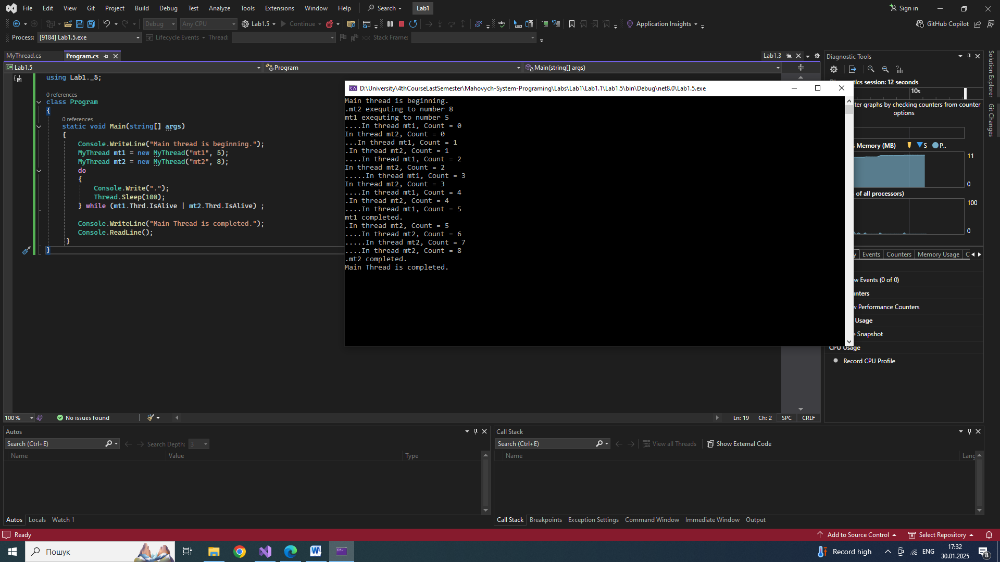 File Edit View Git Project Build Debug Test Analyze Tools Extensions Window Help Search Lab1 Sign in
Debug Any CPU Lab1.5 Continue Application Insights GitHub Copilot
Process: [9184] Lab1.5.exe Lifecycle Events Thread: Stack Frame:
MyThread.cs Program.cs Lab1.3
Lab1.5 Program Main(string[] args)
using Lab1._5;
0 references
class Program
{
0 references
static void Main(string[] args)
{
Console.WriteLine("Main thread is beginning.");
MyThread mt1 = new MyThread("mt1", 5);
MyThread mt2 = new MyThread("mt2", 8);
do
{
Console.Write(".");
Thread.Sleep(100);
} while (mt1.Thrd.IsAlive | mt2.Thrd.IsAlive) ;
Console.WriteLine("Main Thread is completed.");
Console.ReadLine();
}
}
D:\University\4thCourseLastSemester\Mahovych-System-Programing\Labs\Lab1\Lab1.1\Lab1.5\bin\Debug\net8.0\Lab1.5.exe
Main thread is beginning.
.mt2 exequting to number 8
mt1 exequting to number 5
....In thread mt1, Count = 0
In thread mt2, Count = 0
...In thread mt1, Count = 1
.In thread mt2, Count = 1
....In thread mt1, Count = 2
In thread mt2, Count = 2
.....In thread mt1, Count = 3
In thread mt2, Count = 3
....In thread mt1, Count = 4
.In thread mt2, Count = 4
....In thread mt1, Count = 5
mt1 completed.
.In thread mt2, Count = 5
....In thread mt2, Count = 6
.....In thread mt2, Count = 7
....In thread mt2, Count = 8
.mt2 completed.
Main Thread is completed.
Diagnostic Tools
tics session: 12 seconds
10s
ter graphs by checking counters from counter
options
Memory (MB) S P..
11
0
of all processors)
100
0
Events Counters Memory Usage C
w Events (0 of 0)
unters
w Performance Counters
Usage
Snapshot
CPU Usage
Record CPU Profile
Solution Explorer
Git Changes
100 % No issues found Ln: 19 Ch: 2 SPC CRLF
Autos
Search (Ctrl+E) Search Depth: 3
Name Value Type
Autos Locals Watch 1
Call Stack
Search (Ctrl+E) View all Threads Show External Code
Name Lang
Call Stack Breakpoints Exception Settings Command Window Immediate Window Output
Ready Add to Source Control Select Repository
Пошук Record high ENG 17:32
30.01.2025 8